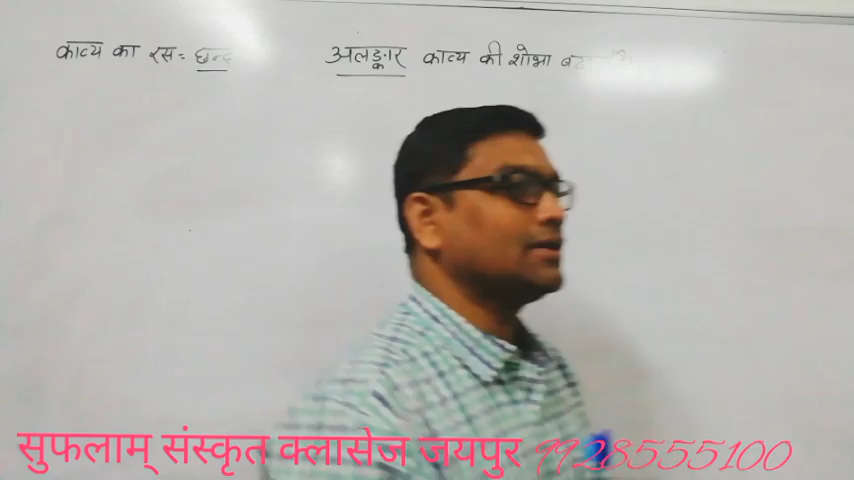 काव्य का रस = छन्द
अलङ्कार काव्य की शोभा
सुफलाम् संस्कृत क्लासेज जयपुर 9928555100